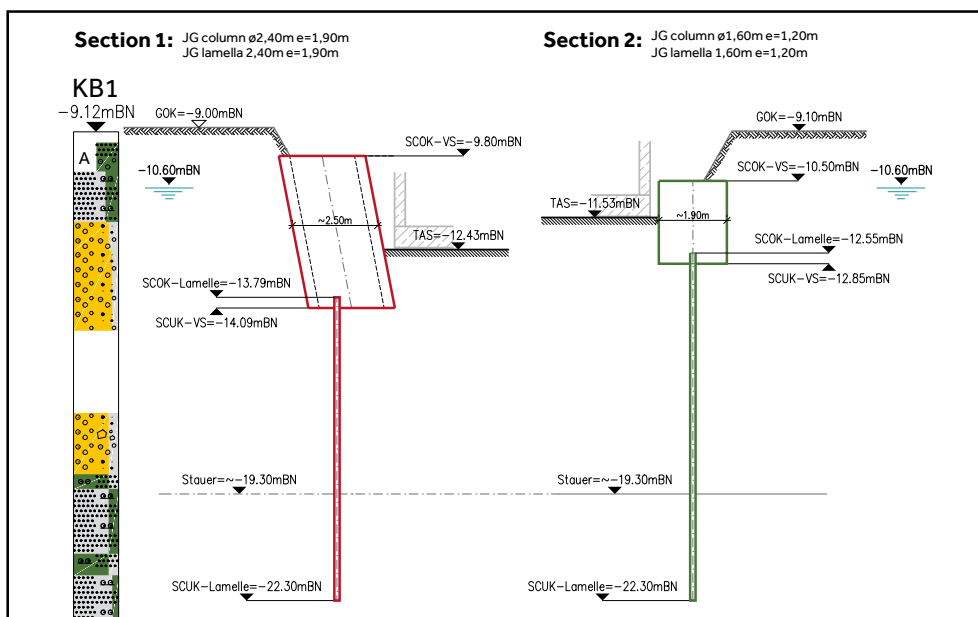 Section 1: JG column ø2,40m e=1,90m
JG lamella 2,40m e=1,90m
Section 2: JG column ø1,60m e=1,20m
JG lamella 1,60m e=1,20m
KB1
-9.12mBN
A
-10.60mBN
GOK=-9.00mBN
SCOK-VS=-9.80mBN
~2.50m
TAS=-12.43mBN
SCOK-Lamelle=-13.79mBN
SCUK-VS=-14.09mBN
Stauer=~-19.30mBN
SCUK-Lamelle=-22.30mBN
GOK=-9.10mBN
SCOK-VS=-10.50mBN
-10.60mBN
TAS=-11.53mBN
~1.90m
SCOK-Lamelle=-12.55mBN
SCUK-VS=-12.85mBN
Stauer=~-19.30mBN
SCUK-Lamelle=-22.30mBN